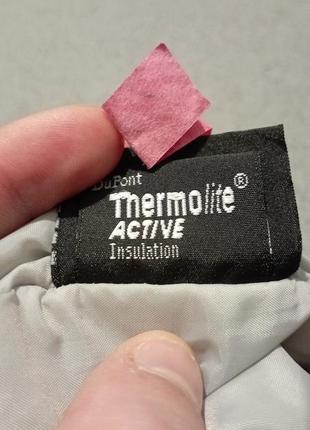 DuPont
Thermolite®
ACTIVE
Insulation